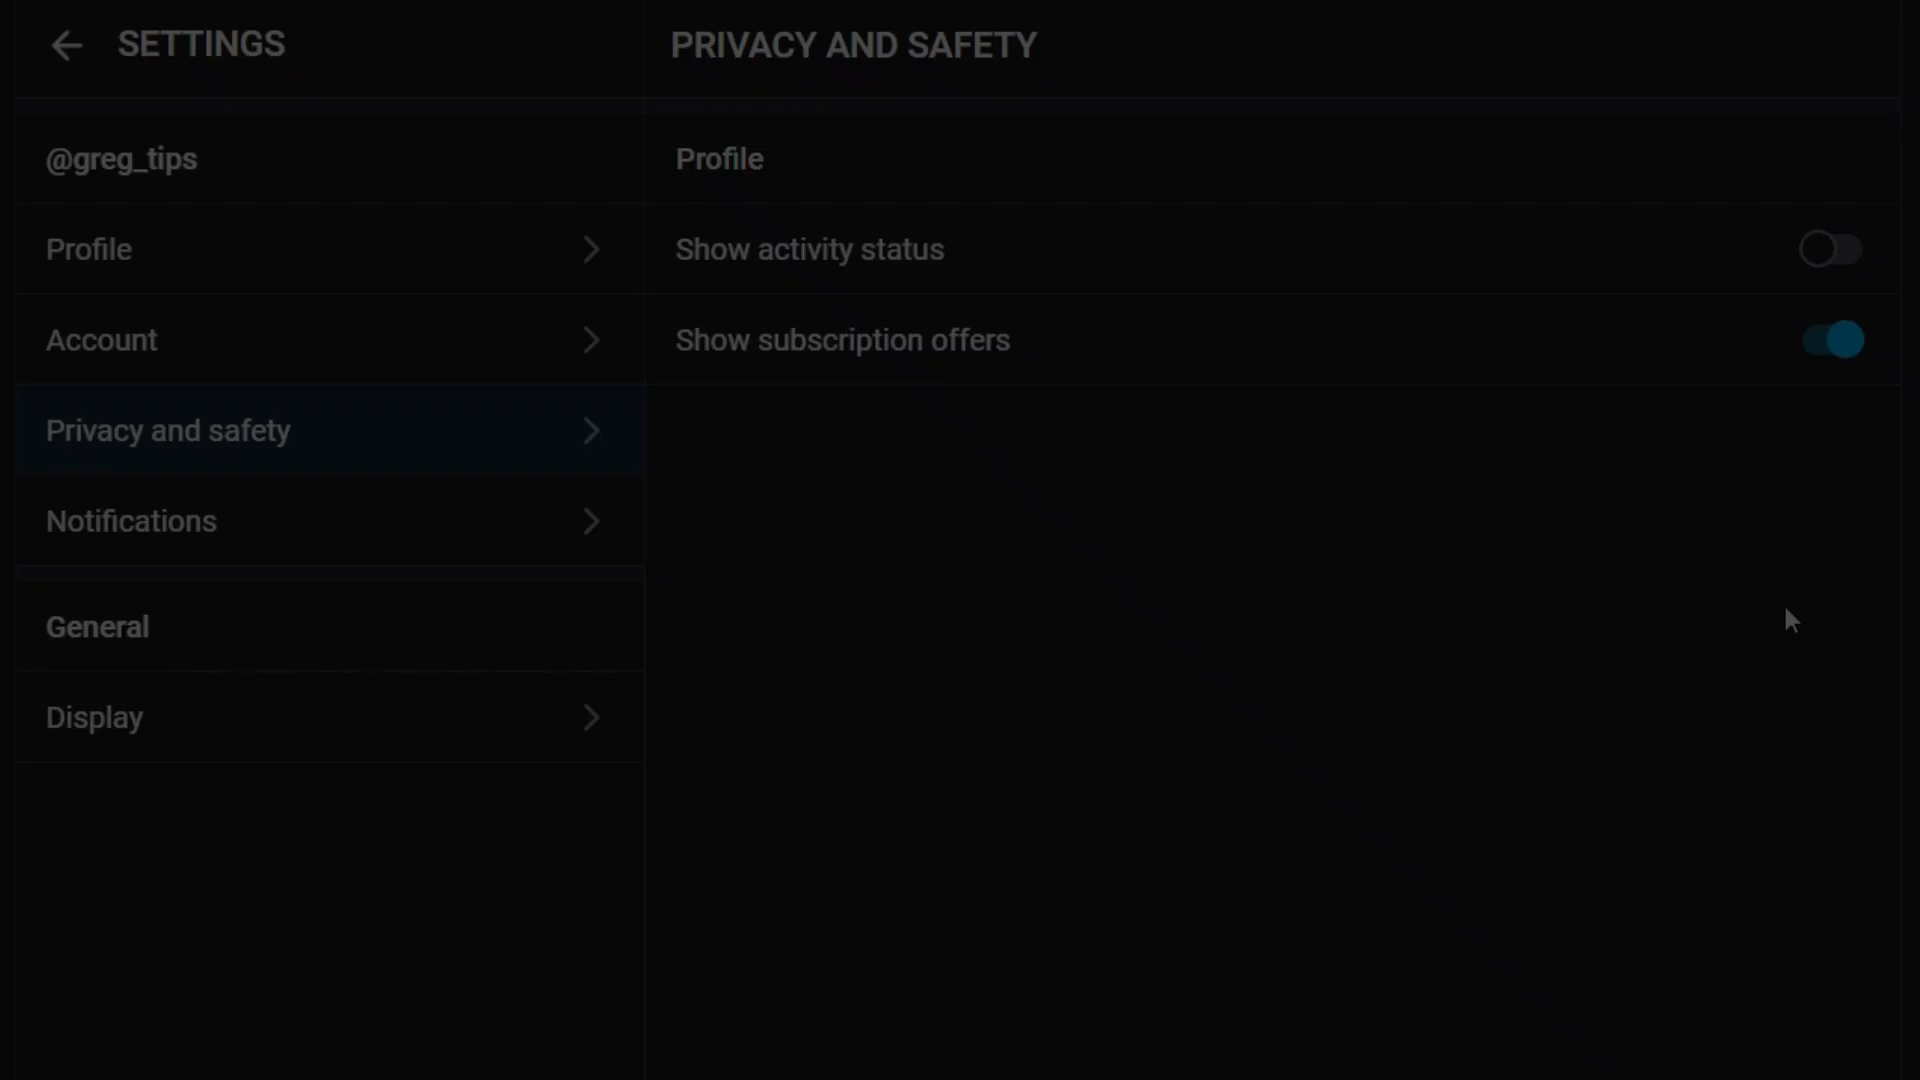 SETTINGS
@greg_tips
Profile
Account
Privacy and safety
Notifications
General
Display
PRIVACY AND SAFETY
Profile
Show activity status
Show subscription offers